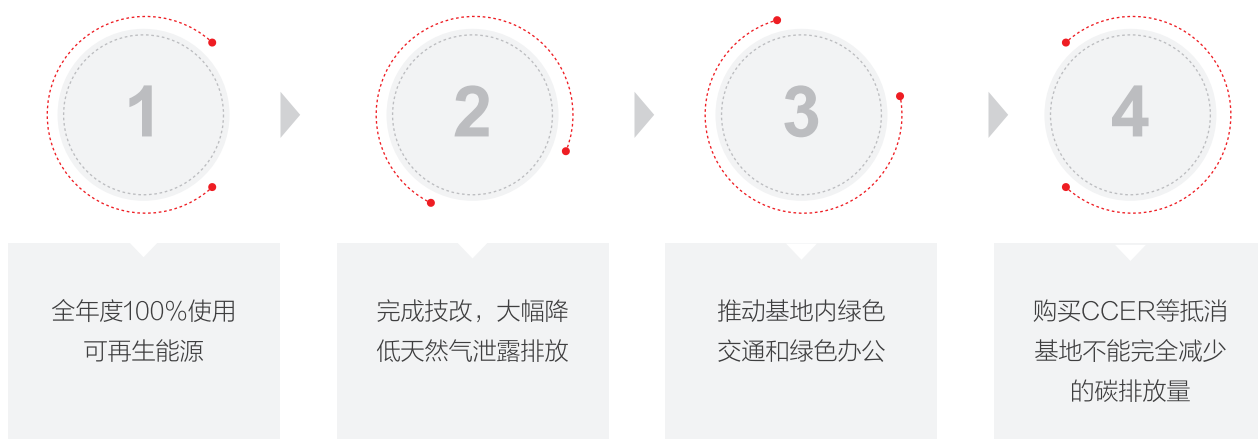 1
2
3
4
全年度100%使用
可再生能源
完成技改，大幅降
低天然气泄露排放
推动基地内绿色
交通和绿色办公
购买CCER等抵消
基地不能完全减少
的碳排放量